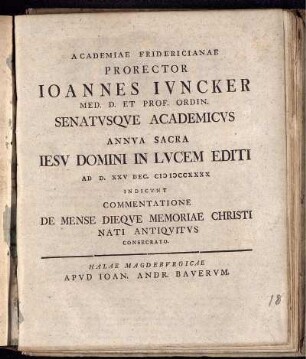 ACADEMIAE FRIDERICIANAE
PRORECTOR
IOANNES IVNCKER
MED. D. ET PROF. ORDIN.
SENATVSQVE ACADEMICVS
ANNVA SACRA
IESV DOMINI IN LVCEM EDITI
AD D. XXV DEC. CIƆIƆCCXXXX
INDICVNT
COMMENTATIONE
DE MENSE DIEQVE MEMORIAE CHRISTI
NATI ANTIQVITVS
CONSECRATO.
HALAE MAGDEBVRGICAE
APVD IOAN. ANDR. BAVERVM.
18